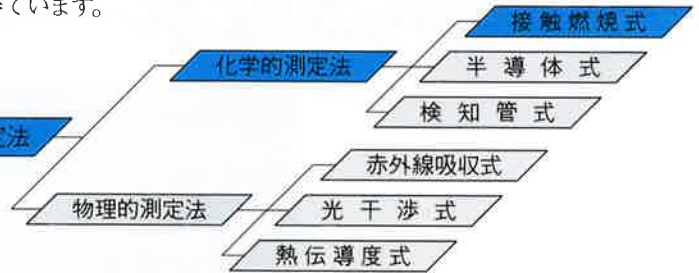 ています。
接触燃焼式
化学的測定法
半導体式
検知管式
定法
赤外線吸収式
物理的測定法
光干渉式
熱伝導度式